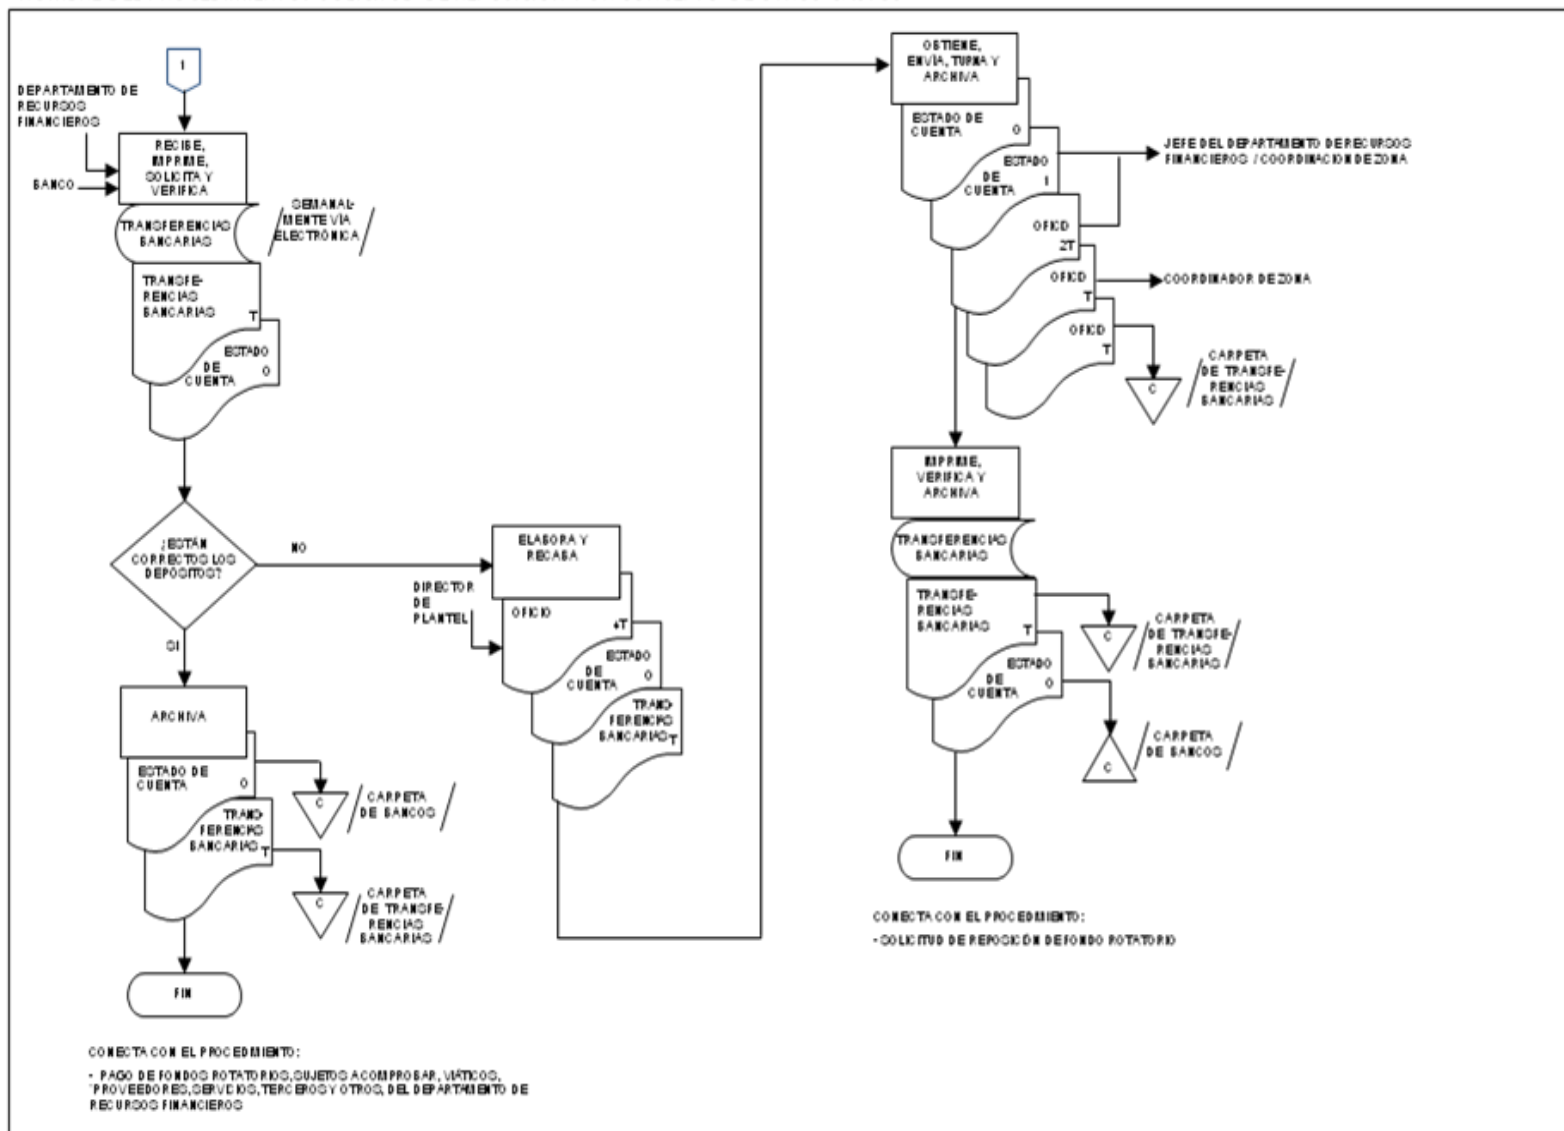 1
DEPARTAMENTO DE
RECURSOS
FINANCIEROS
BANCO
RECIBE,
IMPRIME,
SOLICITA Y
VERIFICA
TRANSFERENCIAS
BANCARIAS
SEMANAL-
MENTE VÍA
ELECTRÓNICA
TRANSFE-
RENCIAS
BANCARIAS
T
ESTADO
DE
CUENTA
O
¿ESTÁN
CORRECTOS LOS
DEPÓSITOS?
NO
SI
ARCHIVA
ESTADO DE
CUENTA
O
TRANS-
FERENCIAS
BANCARIAS
T
C
CARPETA
DE BANCOS
C
CARPETA
DE TRANSFE-
RENCIAS
BANCARIAS
FIN
CONECTA CON EL PROCEDIMIENTO:
- PAGO DE FONDOS ROTATORIOS, SUJETOS A COMPROBAR, VIÁTICOS,
PROVEEDORES, SERVICIOS, TERCEROS Y OTROS, DEL DEPARTAMENTO DE
RECURSOS FINANCIEROS
ELABORA Y
RECABA
DIRECTOR
DE
PLANTEL
OFICIO
4T
ESTADO
DE
CUENTA
O
TRANS-
FERENCIAS
BANCARIAS
T
OBTIENE,
ENVÍA, TURNA Y
ARCHIVA
ESTADO DE
CUENTA
O
ESTADO
DE
CUENTA
1
OFICIO
2T
OFICIO
T
OFICIO
T
JEFE DEL DEPARTAMENTO DE RECURSOS
FINANCIEROS / COORDINACION DE ZONA
COORDINADOR DE ZONA
C
CARPETA
DE TRANSFE-
RENCIAS
BANCARIAS
IMPRIME,
VERIFICA Y
ARCHIVA
TRANSFERENCIAS
BANCARIAS
TRANSFE-
RENCIAS
BANCARIAS
T
ESTADO
DE
CUENTA
O
C
CARPETA
DE TRANSFE-
RENCIAS
BANCARIAS
C
CARPETA
DE BANCOS
FIN
CONECTA CON EL PROCEDIMIENTO:
- SOLICITUD DE REPOSICIÓN DE FONDO ROTATORIO